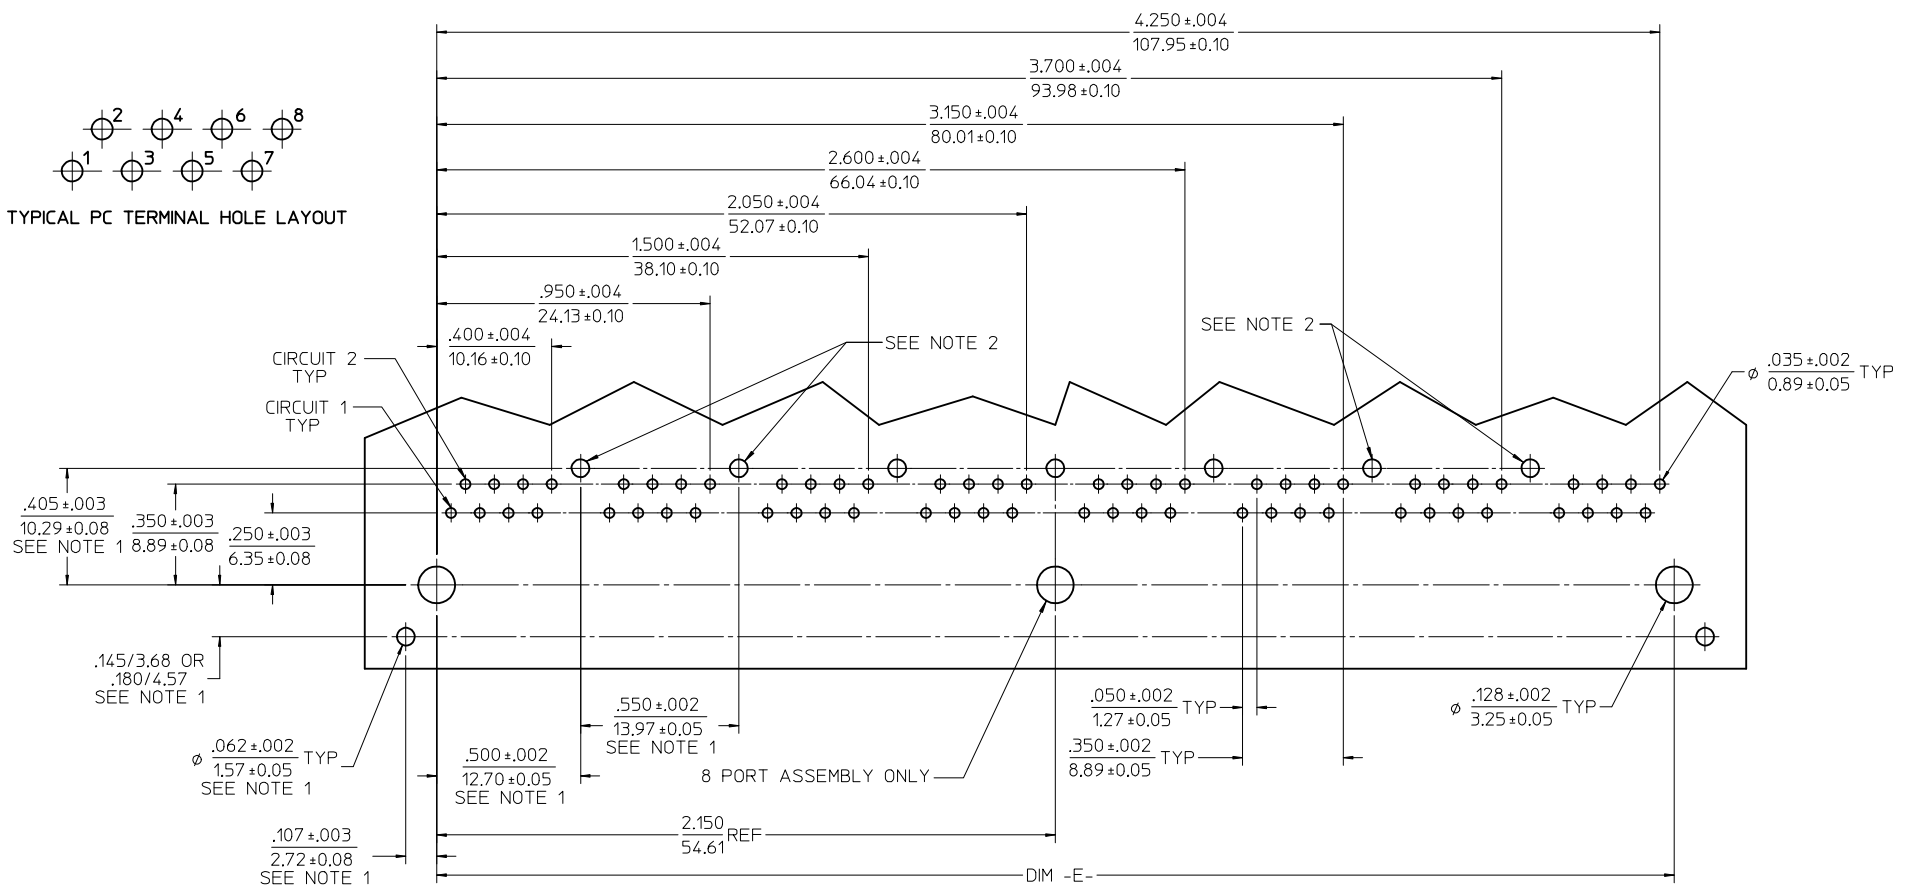 4.250±.004
107.95±0.10
3.700±.004
93.98±0.10
3.150±.004
80.01±0.10
2.600±.004
66.04±0.10
2.050±.004
52.07±0.10
1.500±.004
38.10±0.10
.950±.004
24.13±0.10
.400±.004
10.16±0.10
2 4 6 8
1 3 5 7
TYPICAL PC TERMINAL HOLE LAYOUT
SEE NOTE 2
SEE NOTE 2
CIRCUIT 2
TYP
CIRCUIT 1
TYP
⌀ .035±.002 TYP
0.89±0.05
.405±.003
10.29±0.08
SEE NOTE 1
.350±.003
8.89±0.08
.250±.003
6.35±0.08
.145/3.68 OR
.180/4.57
SEE NOTE 1
⌀ .062±.002 TYP
1.57±0.05
SEE NOTE 1
.107±.003
2.72±0.08
SEE NOTE 1
.550±.002
13.97±0.05
SEE NOTE 1
.500±.002
12.70±0.05
SEE NOTE 1
8 PORT ASSEMBLY ONLY
.050±.002 TYP
1.27±0.05
.350±.002 TYP
8.89±0.05
⌀ .128±.002 TYP
3.25±0.05
2.150 REF
54.61
DIM -E-